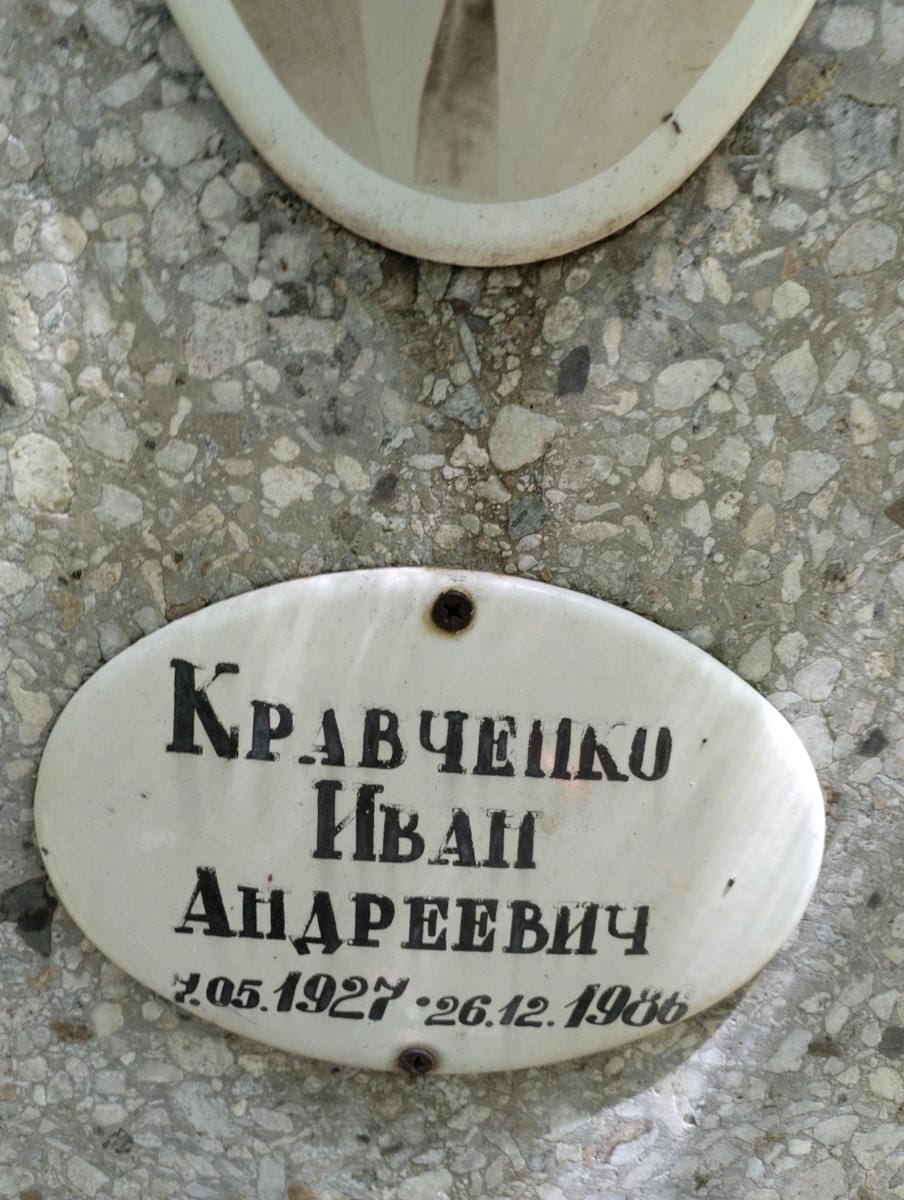 Кравченко
Иван
Андреевич
7.05.1927 · 26.12.1986